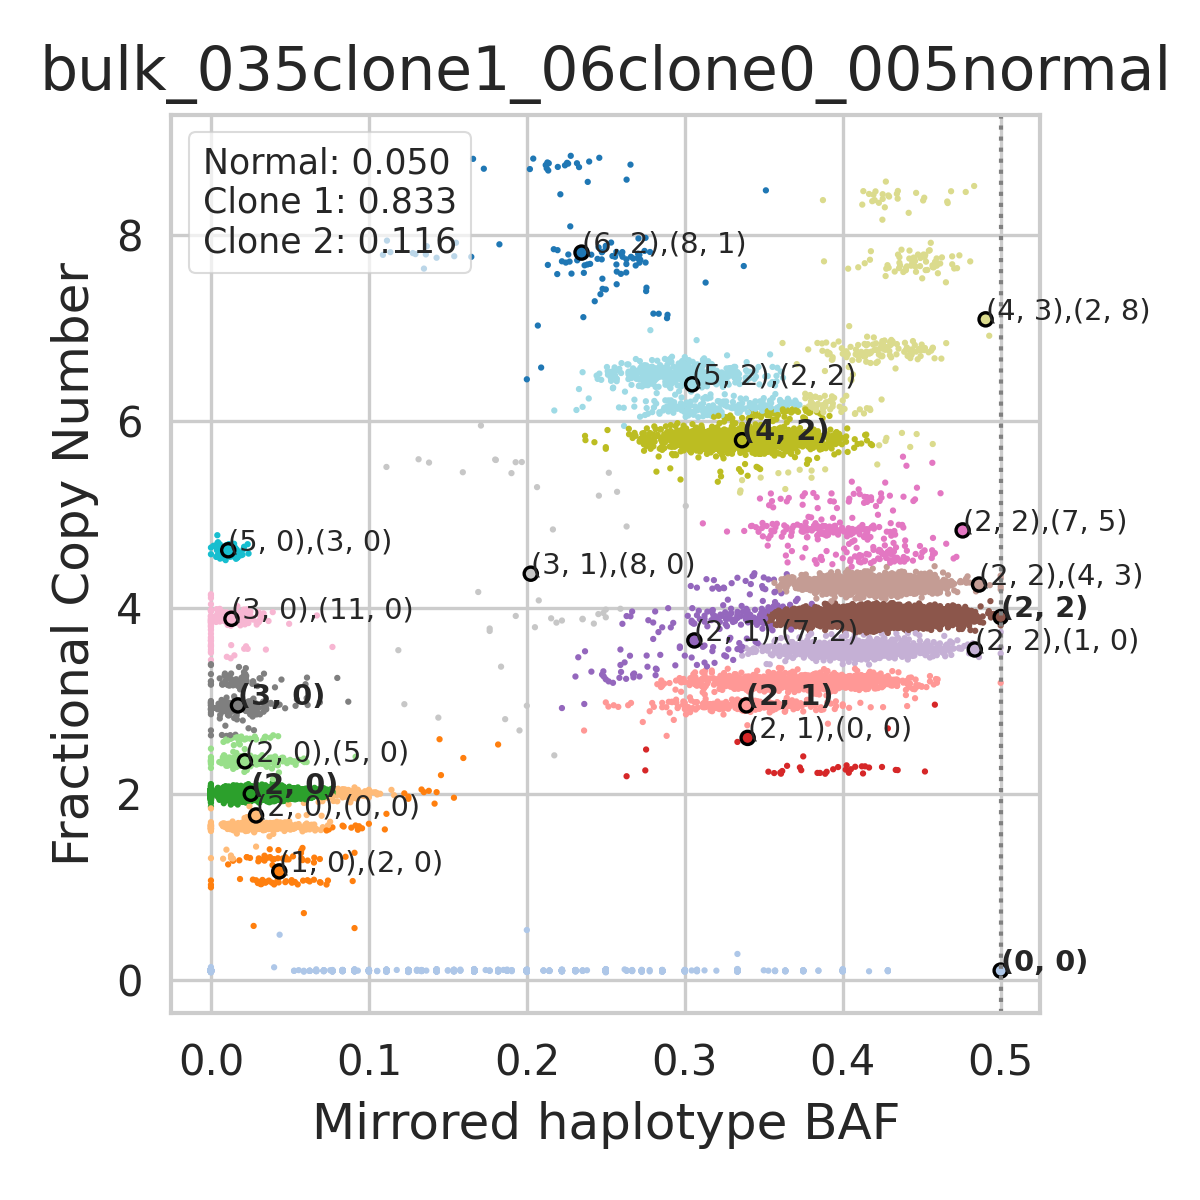 bulk_035clone1_06clone0_005normal
Normal: 0.050
Clone 1: 0.833
Clone 2: 0.116
Fractional Copy Number
8
6
4
2
0
(6, 2),(8, 1)
(4, 3),(2, 8)
(5, 2),(2, 2)
(4, 2)
(2, 2),(7, 5)
(5, 0),(3, 0)
(3, 1),(8, 0)
(2, 2),(4, 3)
(3, 0),(11, 0)
(2, 2)
(2, 1),(7, 2)
(2, 2),(1, 0)
(3, 0)
(2, 1)
(2, 1),(0, 0)
(2, 0),(5, 0)
(2, 0)
(2, 0),(0, 0)
(1, 0),(2, 0)
(0, 0)
0.0
0.1
0.2
0.3
0.4
0.5
Mirrored haplotype BAF